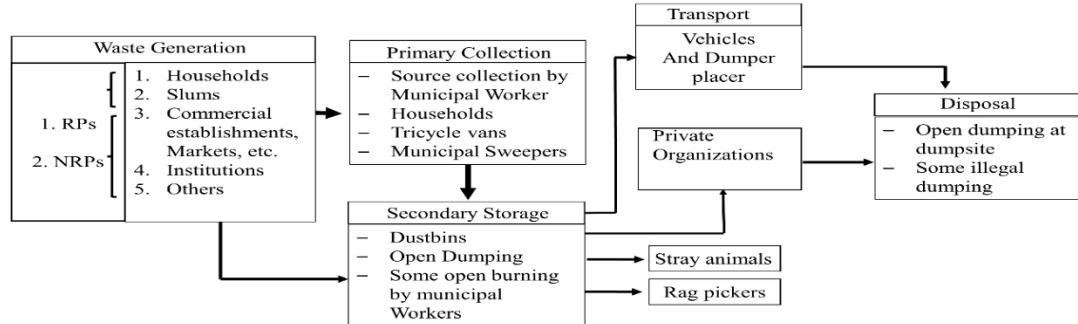 Waste Generation
1. RPs
2. NRPs
1. Households
2. Slums
3. Commercial
establishments,
Markets, etc.
4. Institutions
5. Others
Primary Collection
– Source collection by
Municipal Worker
– Households
– Tricycle vans
– Municipal Sweepers
Secondary Storage
– Dustbins
– Open Dumping
– Some open burning
by municipal
Workers
Transport
Vehicles
And Dumper
placer
Private
Organizations
Stray animals
Rag pickers
Disposal
– Open dumping at
dumpsite
– Some illegal
dumping